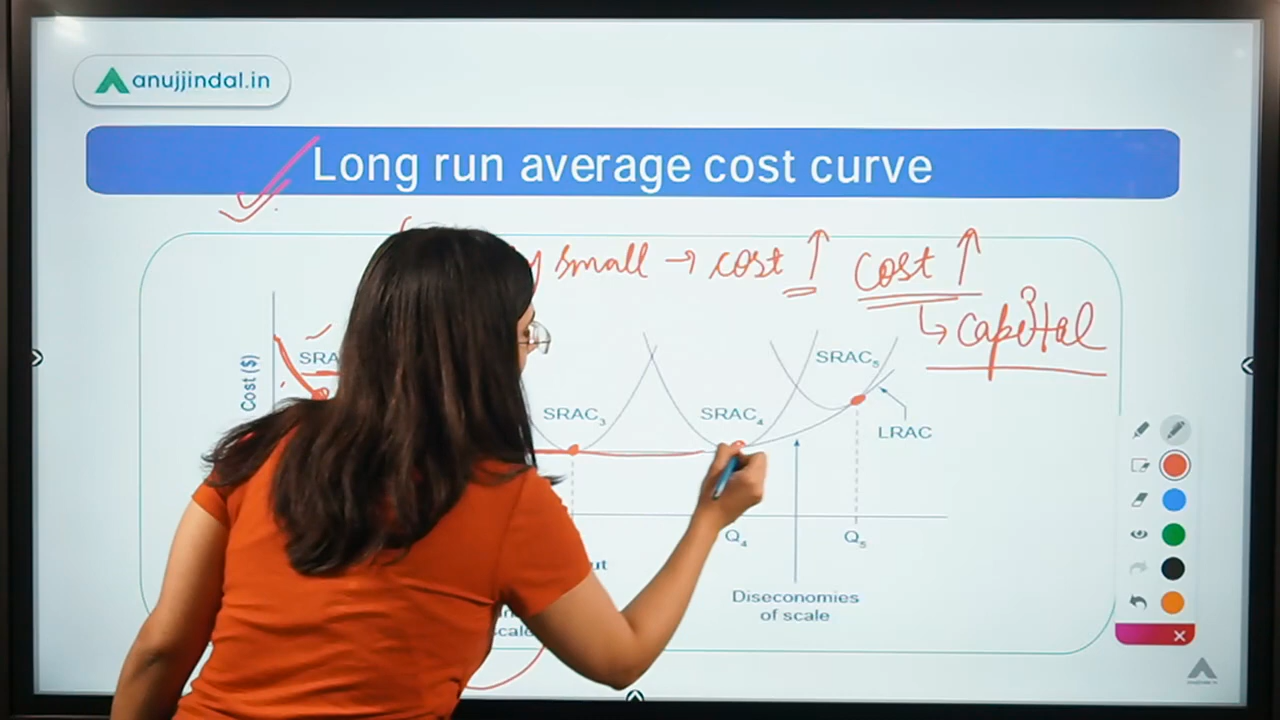 anujjindal.in
Long run average cost curve
small → cost ↑ cost ↑
↳ capital
Cost ($)
SRAC₅
SRAC₃
SRAC₄
LRAC
Q₄
Q₅
Diseconomies
of scale